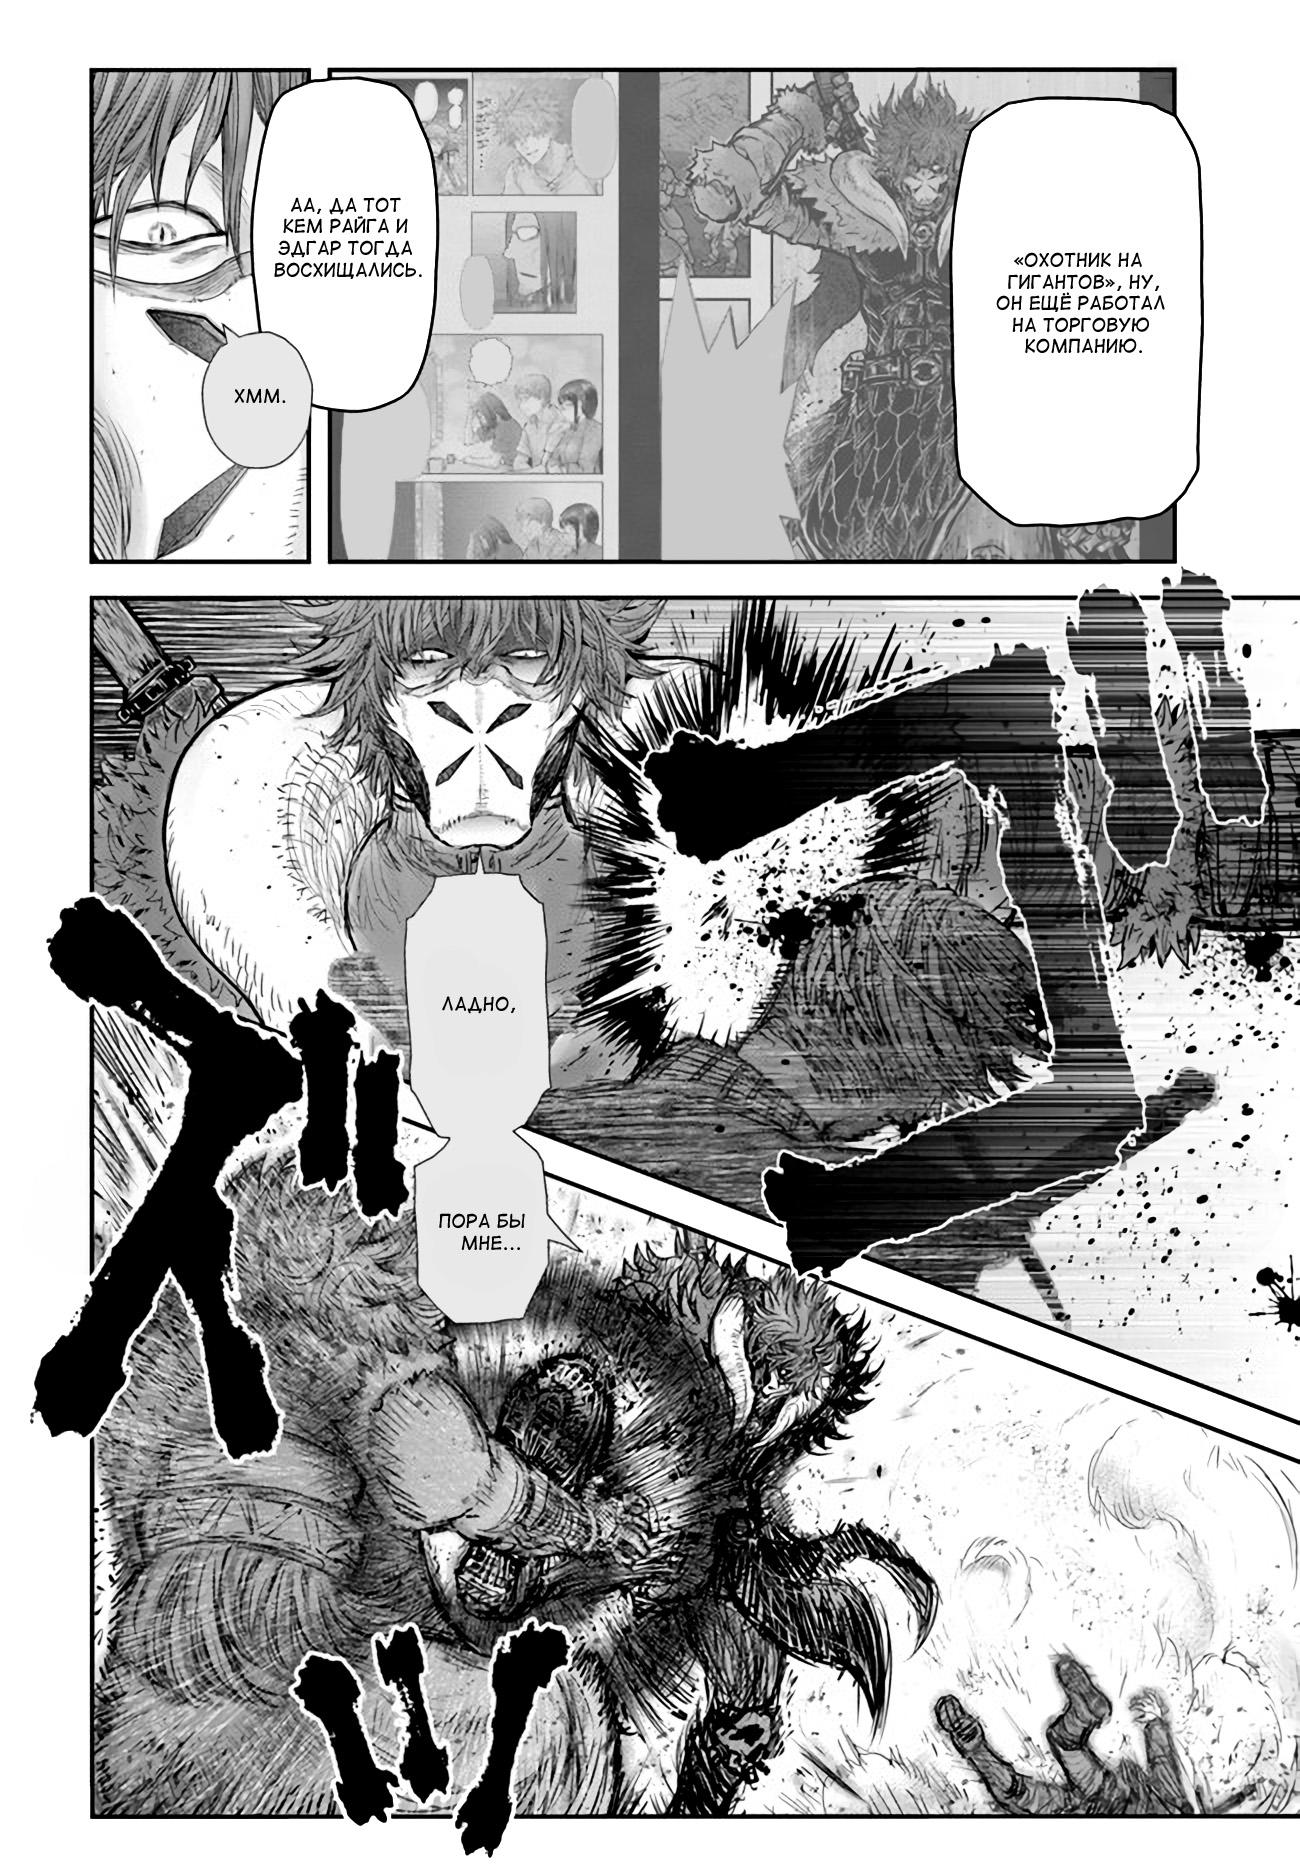 «ОХОТНИК НА
ГИГАНТОВ», НУ,
ОН ЕЩЁ РАБОТАЛ
НА ТОРГОВУЮ
КОМПАНИЮ.
АА, ДА ТОТ
КЕМ РАЙГА И
ЭДГАР ТОГДА
ВОСХИЩАЛИСЬ.
ХММ.
ЛАДНО,
ПОРА БЫ
МНЕ...